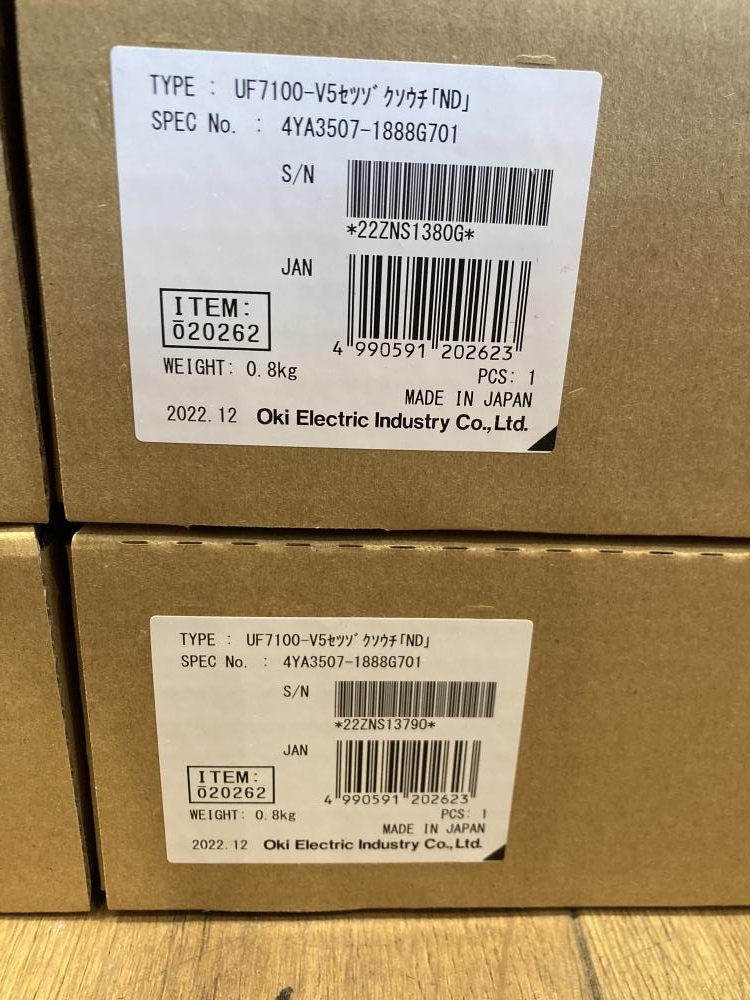 TYPE : UF7100-V5ｾﾂｿﾞｸｿｳﾁ｢ND｣
SPEC No. : 4YA3507-1888G701
S/N
*22ZNS1380G*
JAN
4 990591 202623
ITEM:
020262
WEIGHT: 0.8kg
PCS: 1
MADE IN JAPAN
2022.12 Oki Electric Industry Co.,Ltd.
TYPE : UF7100-V5ｾﾂｿﾞｸｿｳﾁ｢ND｣
SPEC No. : 4YA3507-1888G701
S/N
*22ZNS13790*
JAN
4 990591 202623
ITEM:
020262
WEIGHT: 0.8kg
PCS: 1
MADE IN JAPAN
2022.12 Oki Electric Industry Co.,Ltd.